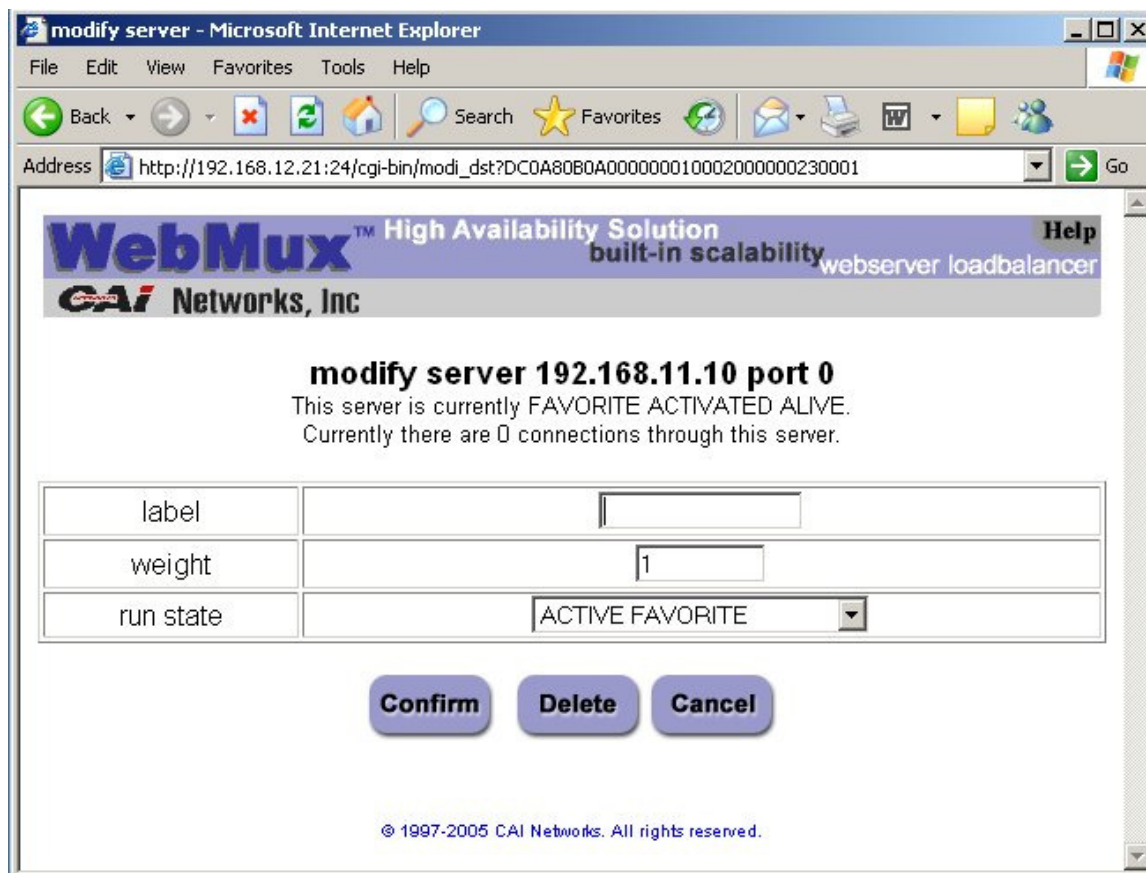 modify server - Microsoft Internet Explorer
File Edit View Favorites Tools Help
Back Search Favorites
Address http://192.168.12.21:24/cgi-bin/modi_dst?DC0A80B0A000000010002000000230001 Go
WebMux™ High Availability Solution Help
built-in scalability
webserver loadbalancer
CAI Networks, Inc
modify server 192.168.11.10 port 0
This server is currently FAVORITE ACTIVATED ALIVE.
Currently there are 0 connections through this server.
label
weight 1
run state ACTIVE FAVORITE
Confirm Delete Cancel
© 1997-2005 CAI Networks. All rights reserved.